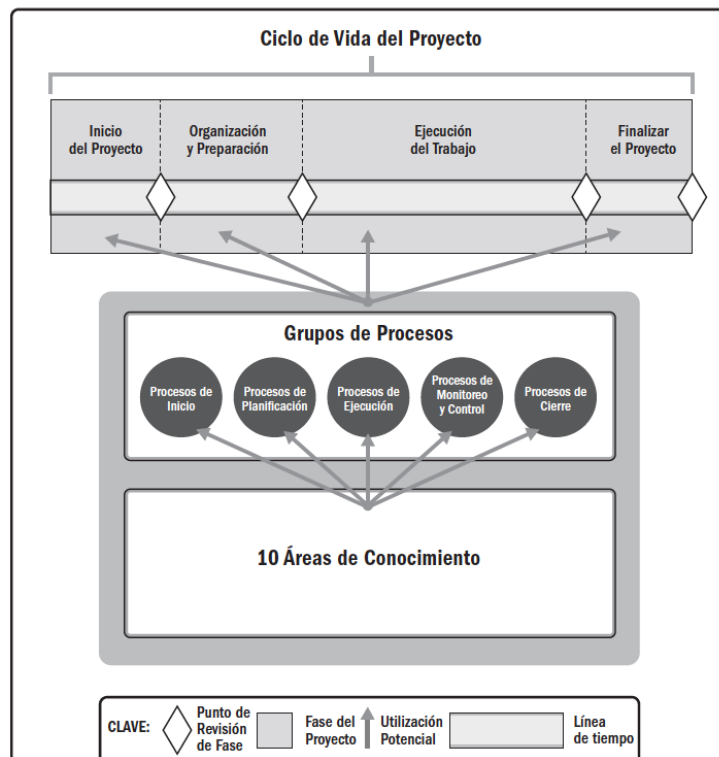 Ciclo de Vida del Proyecto
Inicio
del Proyecto
Organización
y Preparación
Ejecución
del Trabajo
Finalizar
el Proyecto
Grupos de Procesos
Procesos de
Inicio
Procesos de
Planificación
Procesos de
Ejecución
Procesos de
Monitoreo
y Control
Procesos de
Cierre
10 Áreas de Conocimiento
CLAVE:
Punto de
Revisión
de Fase
Fase del
Proyecto
Utilización
Potencial
Línea
de tiempo